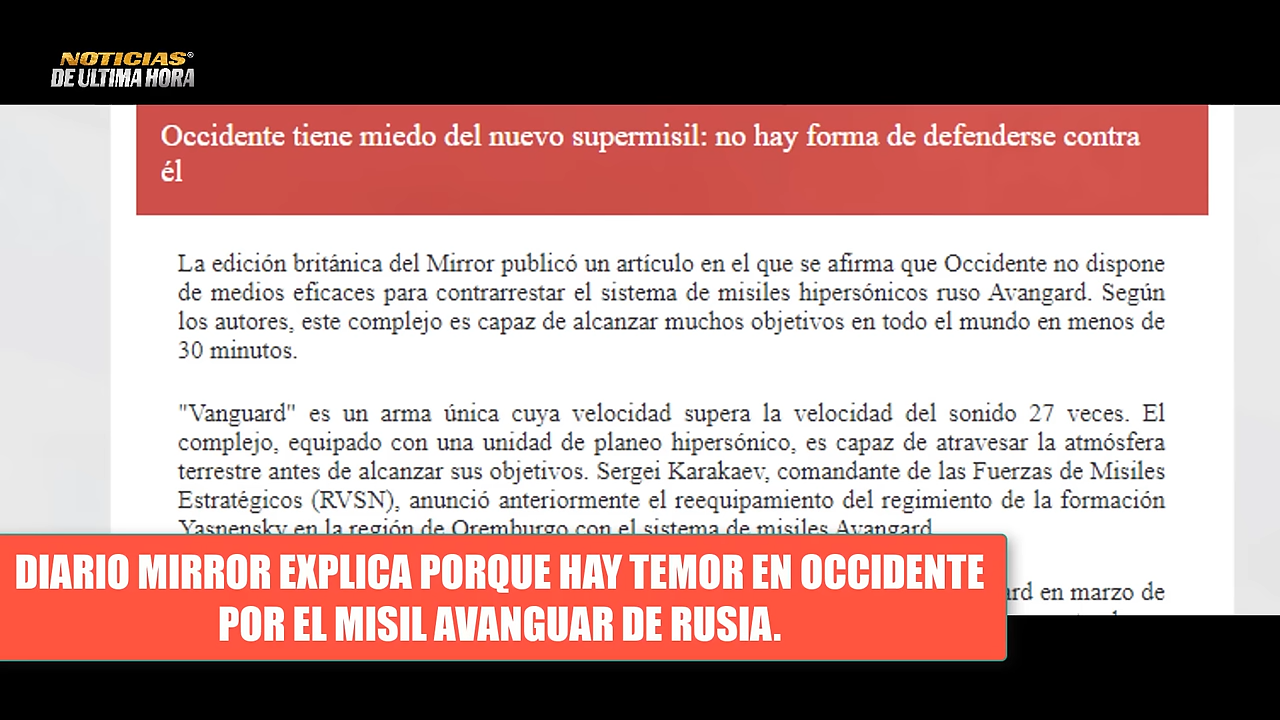 NOTICIAS®
DE ULTIMA HORA
Occidente tiene miedo del nuevo supermisil: no hay forma de defenderse contra
él
La edición británica del Mirror publicó un artículo en el que se afirma que Occidente no dispone
de medios eficaces para contrarrestar el sistema de misiles hipersónicos ruso Avangard. Según
los autores, este complejo es capaz de alcanzar muchos objetivos en todo el mundo en menos de
30 minutos.
"Vanguard" es un arma única cuya velocidad supera la velocidad del sonido 27 veces. El
complejo, equipado con una unidad de planeo hipersónico, es capaz de atravesar la atmósfera
terrestre antes de alcanzar sus objetivos. Sergei Karakaev, comandante de las Fuerzas de Misiles
Estratégicos (RVSN), anunció anteriormente el reequipamiento del regimiento de la formación
Yasnensky en la región de Oremburgo con el sistema de misiles Avangard.
ard en marzo de
DIARIO MIRROR EXPLICA PORQUE HAY TEMOR EN OCCIDENTE
POR EL MISIL AVANGUAR DE RUSIA.